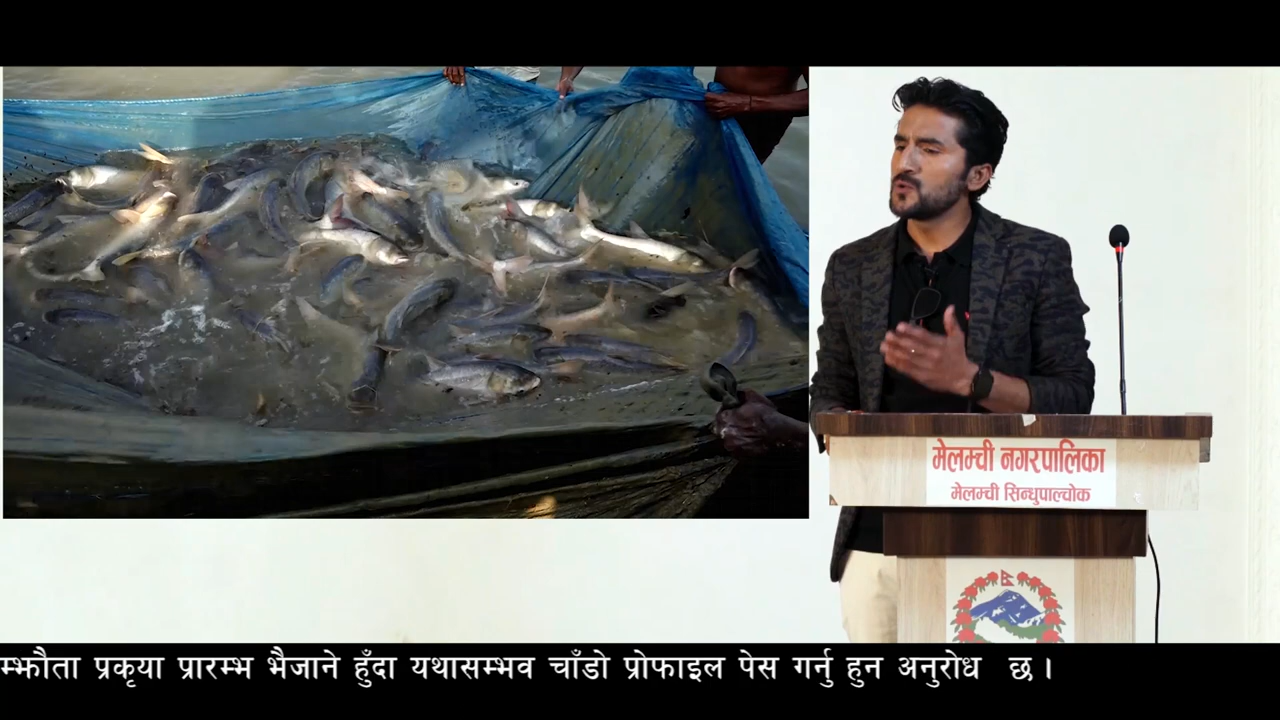 मेलम्ची नगरपालिका
मेलम्ची सिन्धुपाल्चोक
म्झौता प्रकृया प्रारम्भ भैजाने हुँदा यथासम्भव चाँडो प्रोफाइल पेस गर्नु हुन अनुरोध छ ।